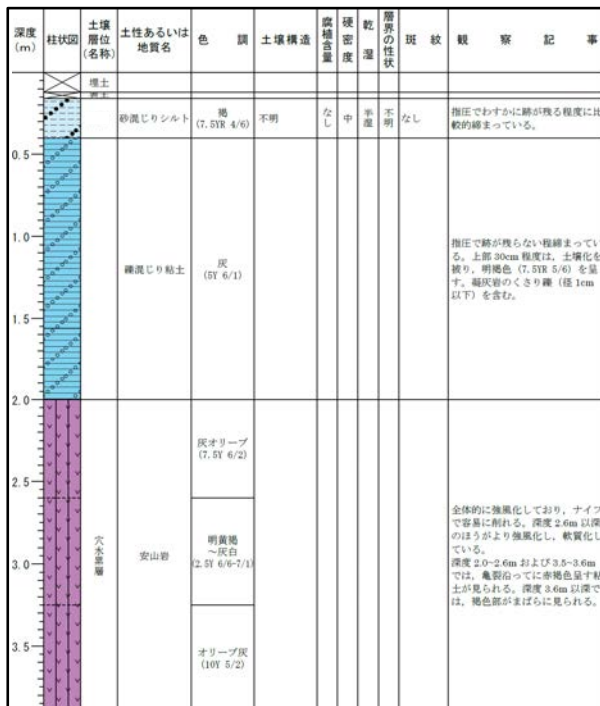 深度
(m)
柱状図
土壌
層位
(名称)
土性あるいは
地質名
色　調
土壌構造
腐植含量
硬密度
乾湿
層界の性状
斑　紋
観　察　記　事
埋土
表土
砂混じりシルト
褐
(7.5YR 4/6)
不明
なし
中
半湿
不明
なし
指圧でわずかに跡が残る程度に比
較的締まっている。
0.5
1.0
礫混じり粘土
灰
(5Y 6/1)
指圧で跡が残らない程締まってい
る。上部 30cm 程度は，土壌化を
被り，明褐色 (7.5YR 5/6) を呈
す。凝灰岩のくさり礫（径 1cm
以下）を含む。
1.5
2.0
灰オリーブ
(7.5Y 6/2)
2.5
穴水累層
安山岩
明黄褐
～灰白
(2.5Y 6/6-7/1)
全体的に強風化しており，ナイフ
で容易に削れる。深度 2.6m 以深
のほうがより強風化し，軟質化し
ている。
深度 2.0~2.6m および 3.5~3.6m
では，亀裂沿ってに赤褐色呈す粘
土が見られる。深度 3.6m 以深で
は，褐色部がまばらに見られる。
3.0
3.5
オリーブ灰
(10Y 5/2)